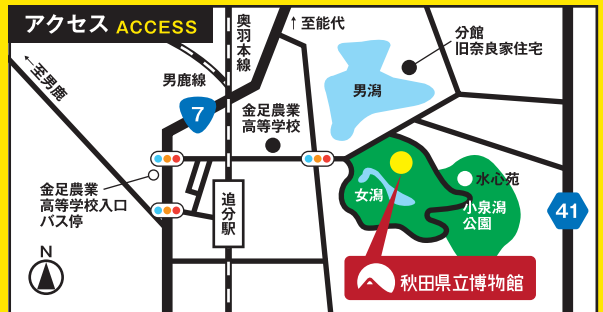 アクセス ACCESS
↑至能代
奥羽本線
分館
旧奈良家住宅
←至男鹿
男鹿線
男潟
7
金足農業
高等学校
金足農業
高等学校入口
バス停
追分駅
女潟
水心苑
小泉潟
公園
41
N
秋田県立博物館